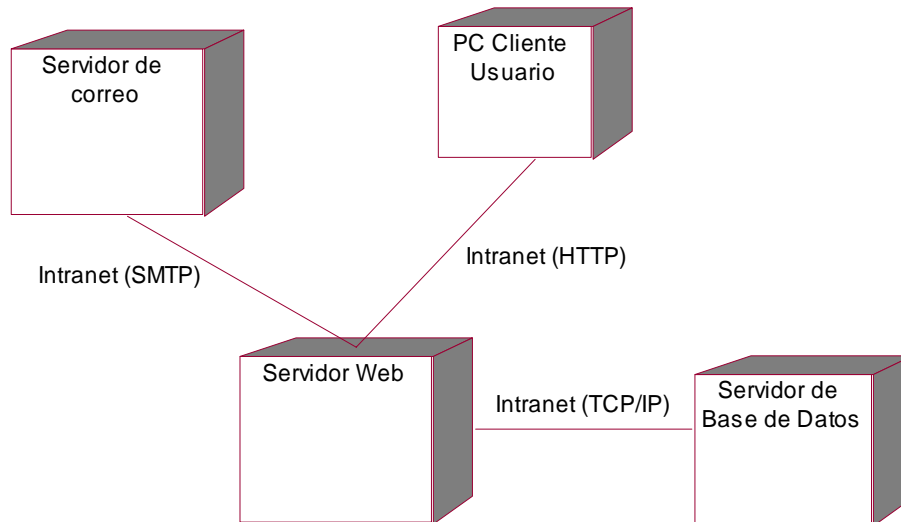 Servidor de
correo
PC Cliente
Usuario
Intranet (SMTP)
Intranet (HTTP)
Servidor Web
Intranet (TCP/IP)
Servidor de
Base de Datos